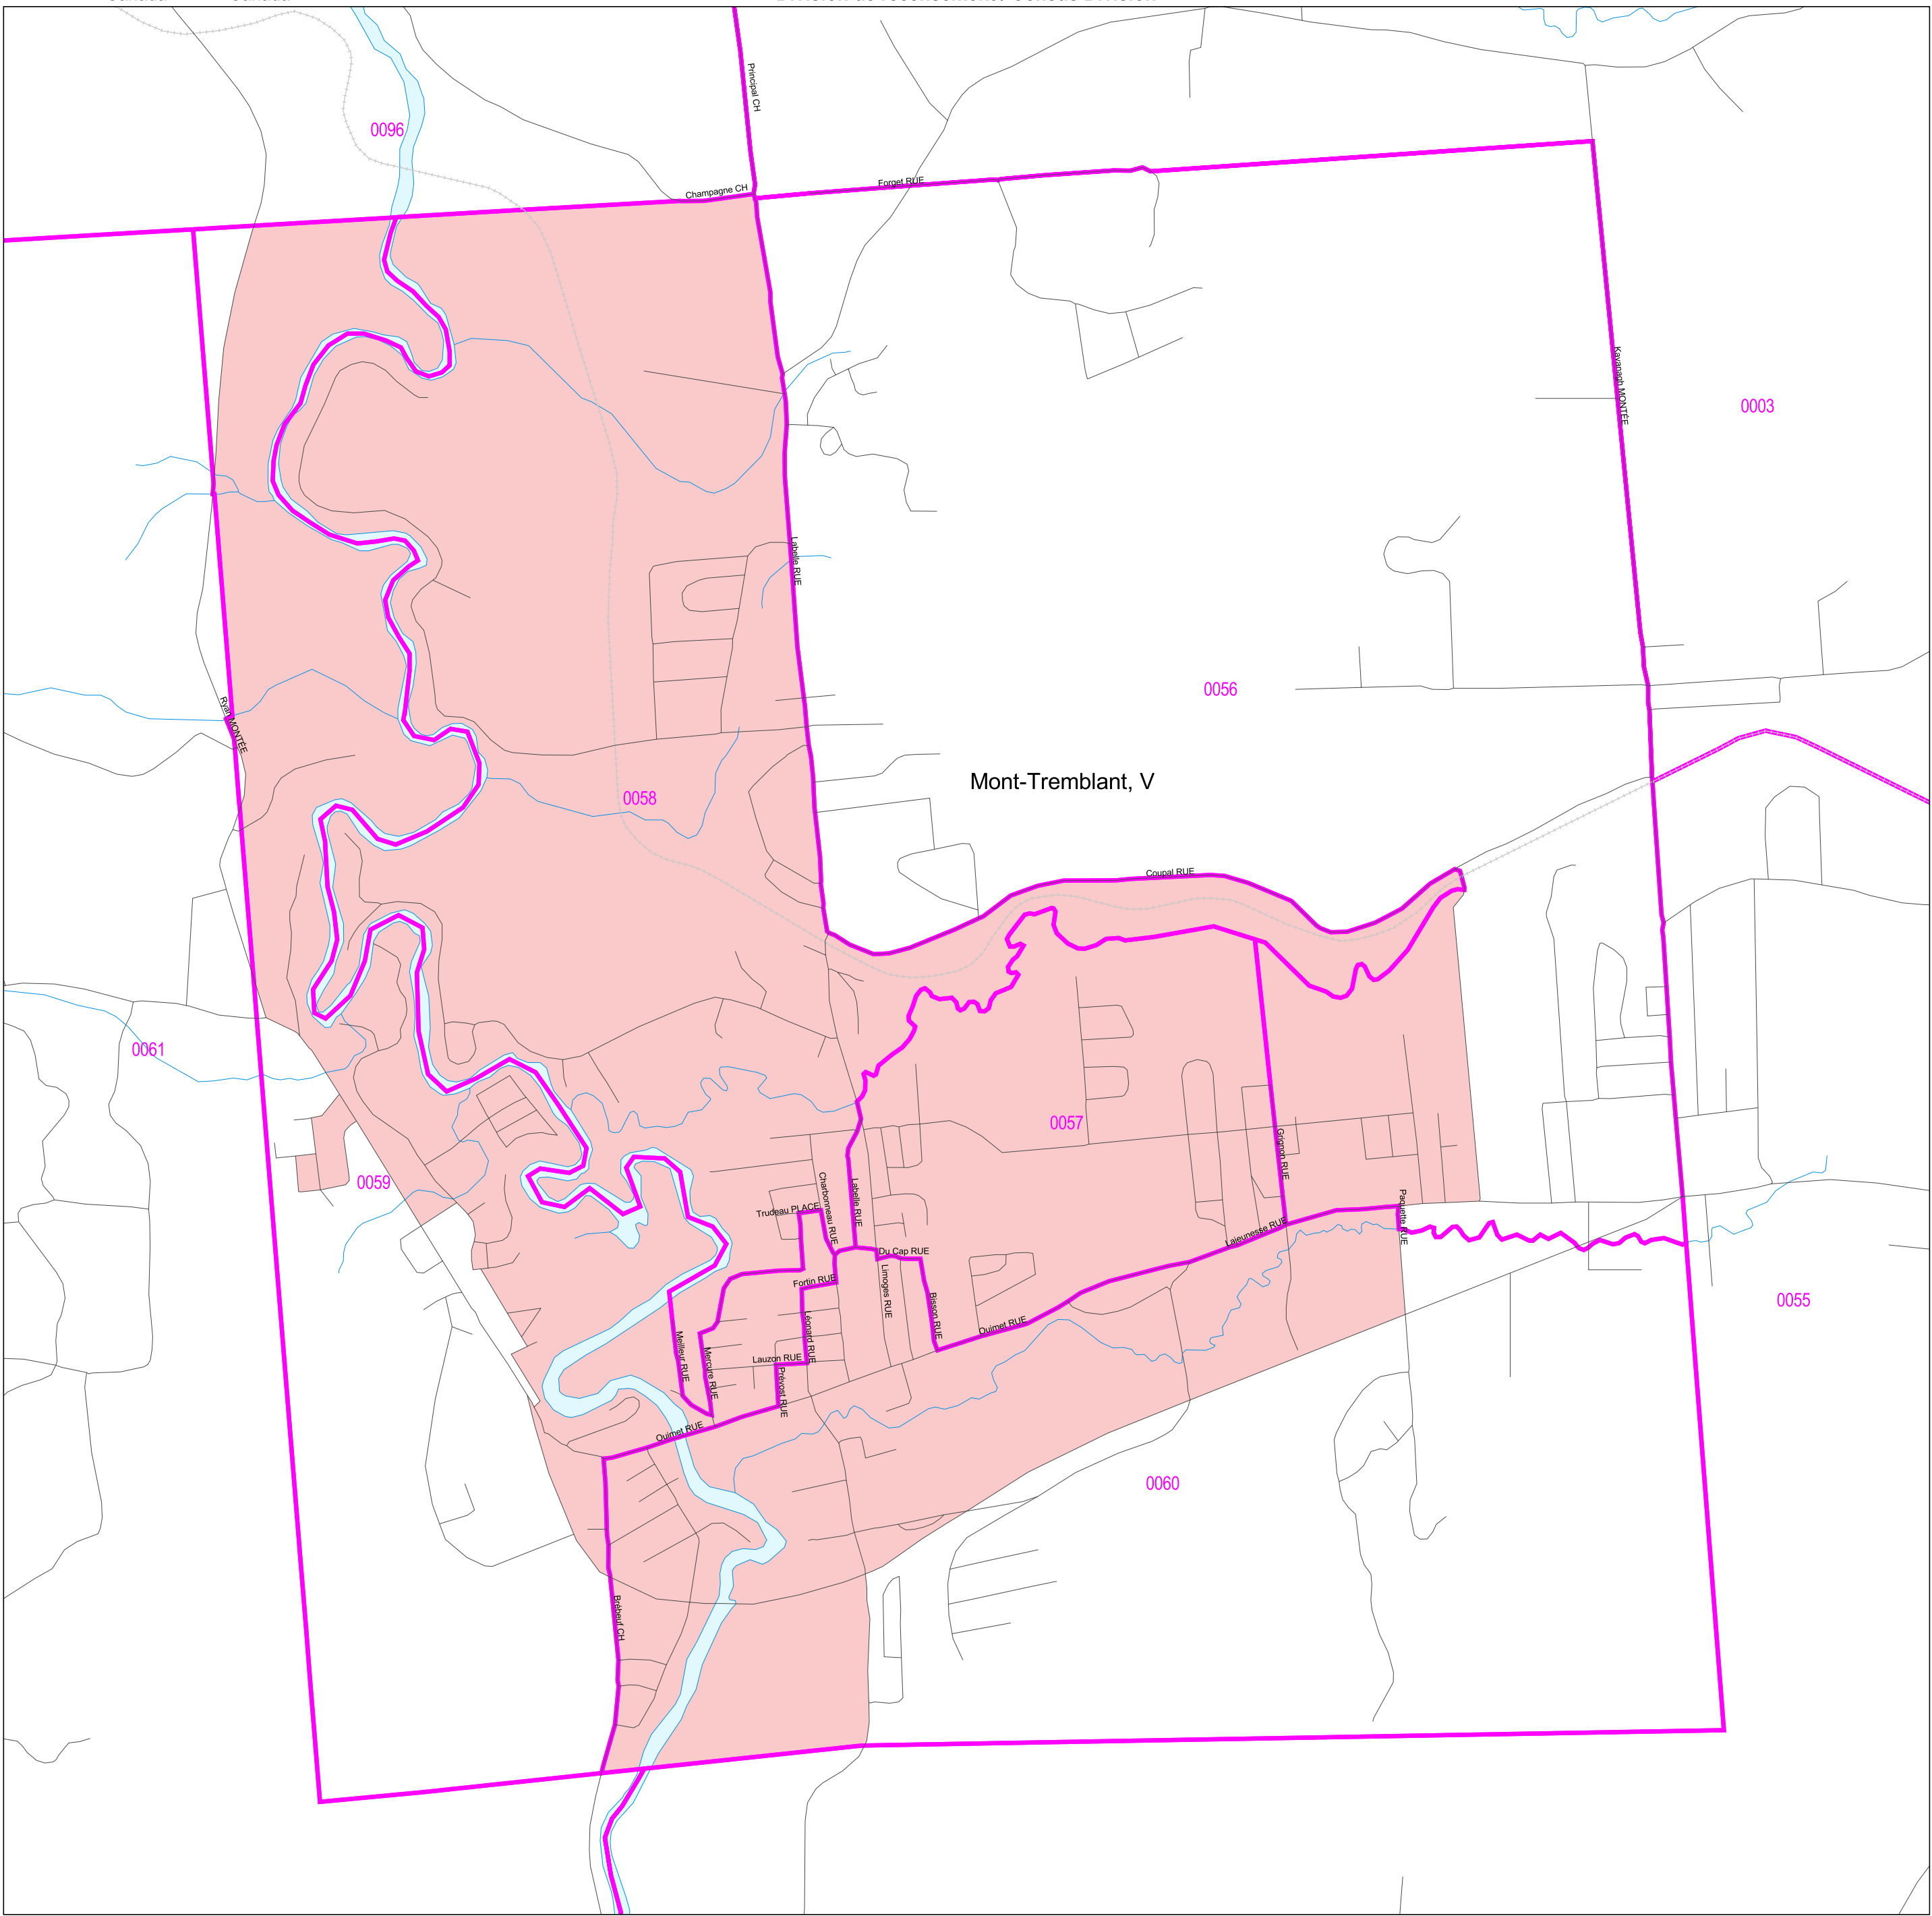 Principal CH
0096
Champagne CH
Forget RUE
Kavanagh MONTÉE
0003
Labelle RUE
0056
Ryan MONTÉE
Mont-Tremblant, V
0058
Coupal RUE
0061
0057
Grignon RUE
0059
Charbonneau RUE
Labelle RUE
Trudeau PLACE
Paquette RUE
Lajeunesse RUE
Du Cap RUE
Fortin RUE
Limoges RUE
Bisson RUE
0055
Léonard RUE
Ouimet RUE
Meilleur RUE
Mercure RUE
Lauzon RUE
Prévost RUE
Ouimet RUE
0060
Brébeuf CH